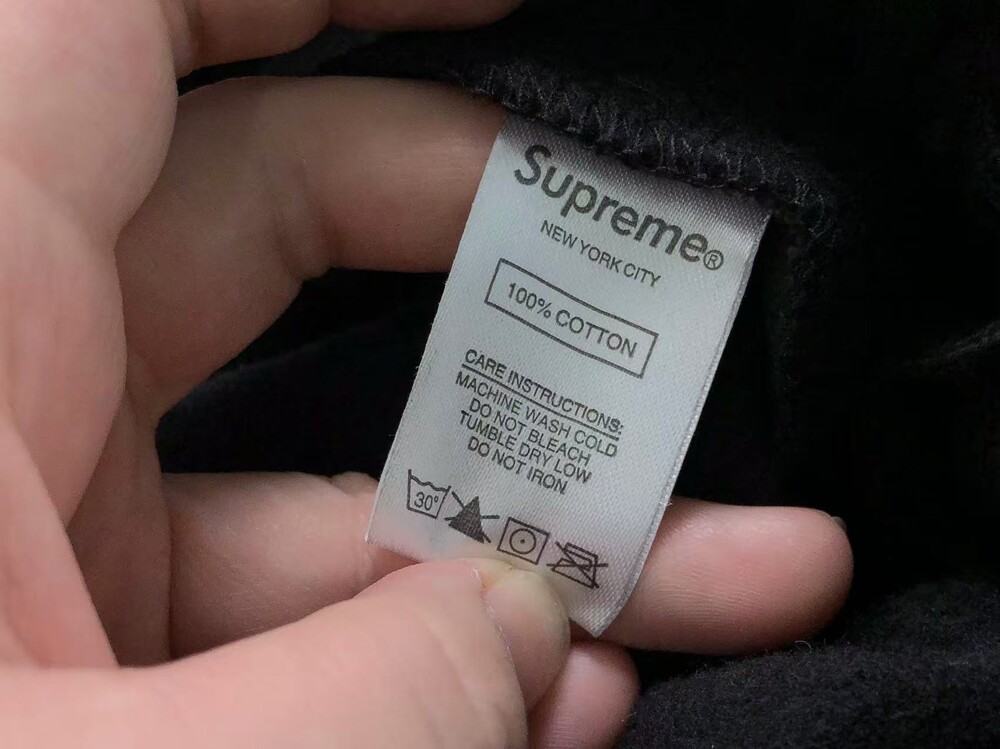 Supreme®
NEW YORK CITY
100% COTTON
CARE INSTRUCTIONS:
MACHINE WASH COLD
DO NOT BLEACH
TUMBLE DRY LOW
DO NOT IRON
30°